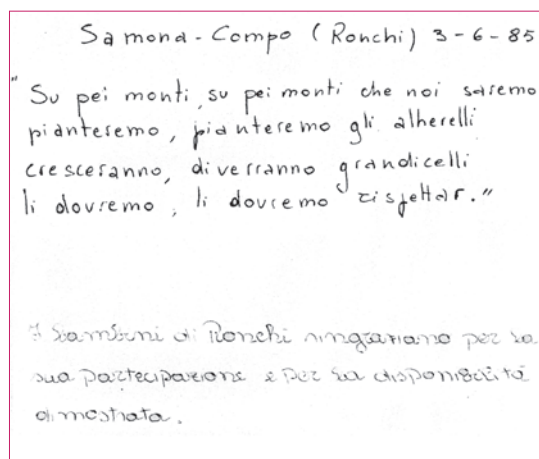 Samona - Compo (Ronchi) 3-6-85
"Su pei monti, su pei monti che noi saremo
pianteremo, pianteremo gli alberelli
cresceranno, diverranno grandicelli
li dovremo, li dovremo rispettar."
I bambini di Ronchi ringraziano per la
sua partecipazione e per la disponibilità
dimostrata.